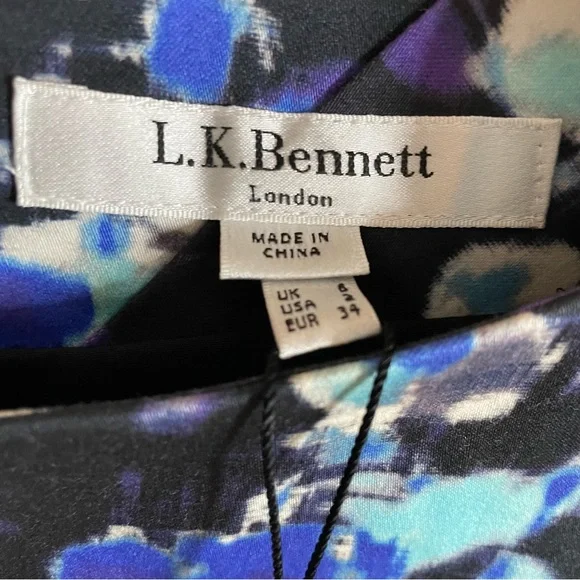 L.K.Bennett
London
MADE IN
CHINA
UK 6
USA 2
EUR 34